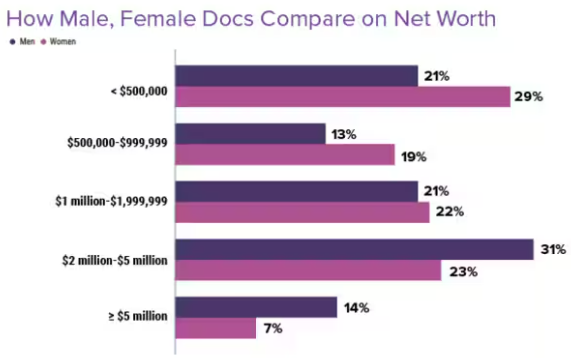 How Male, Female Docs Compare on Net Worth
Men Women
< $500,000
21%
29%
$500,000-$999,999
13%
19%
$1 million-$1,999,999
21%
22%
$2 million-$5 million
31%
23%
≥ $5 million
14%
7%